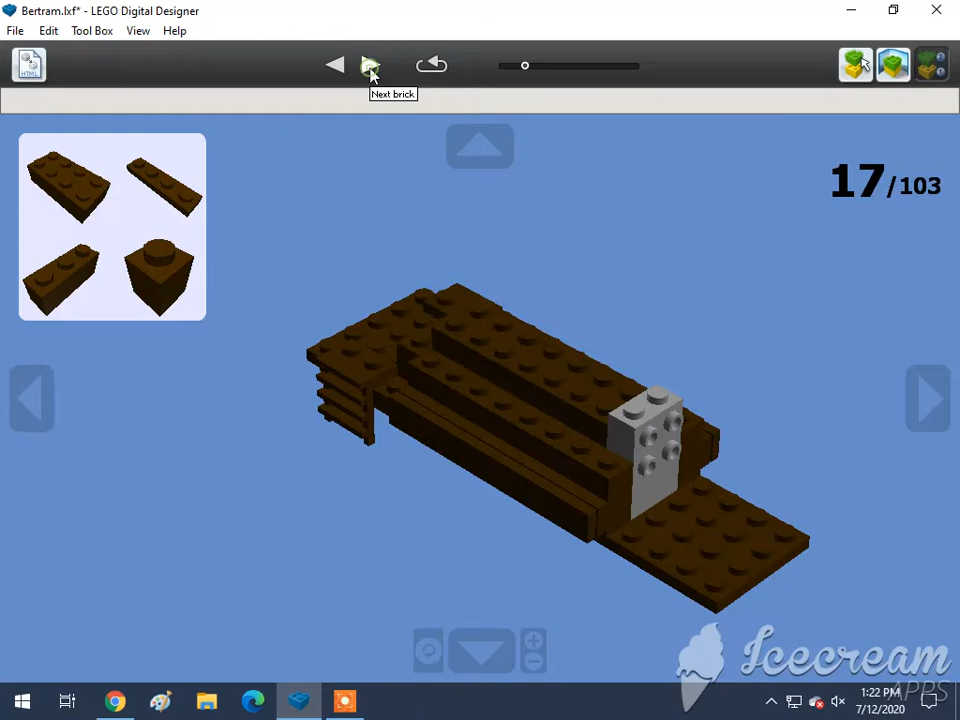 Bertram.lxf* - LEGO Digital Designer
File Edit Tool Box View Help
HTML
Next brick
17/103
Icecream
APPS
1:22 PM
7/12/2020